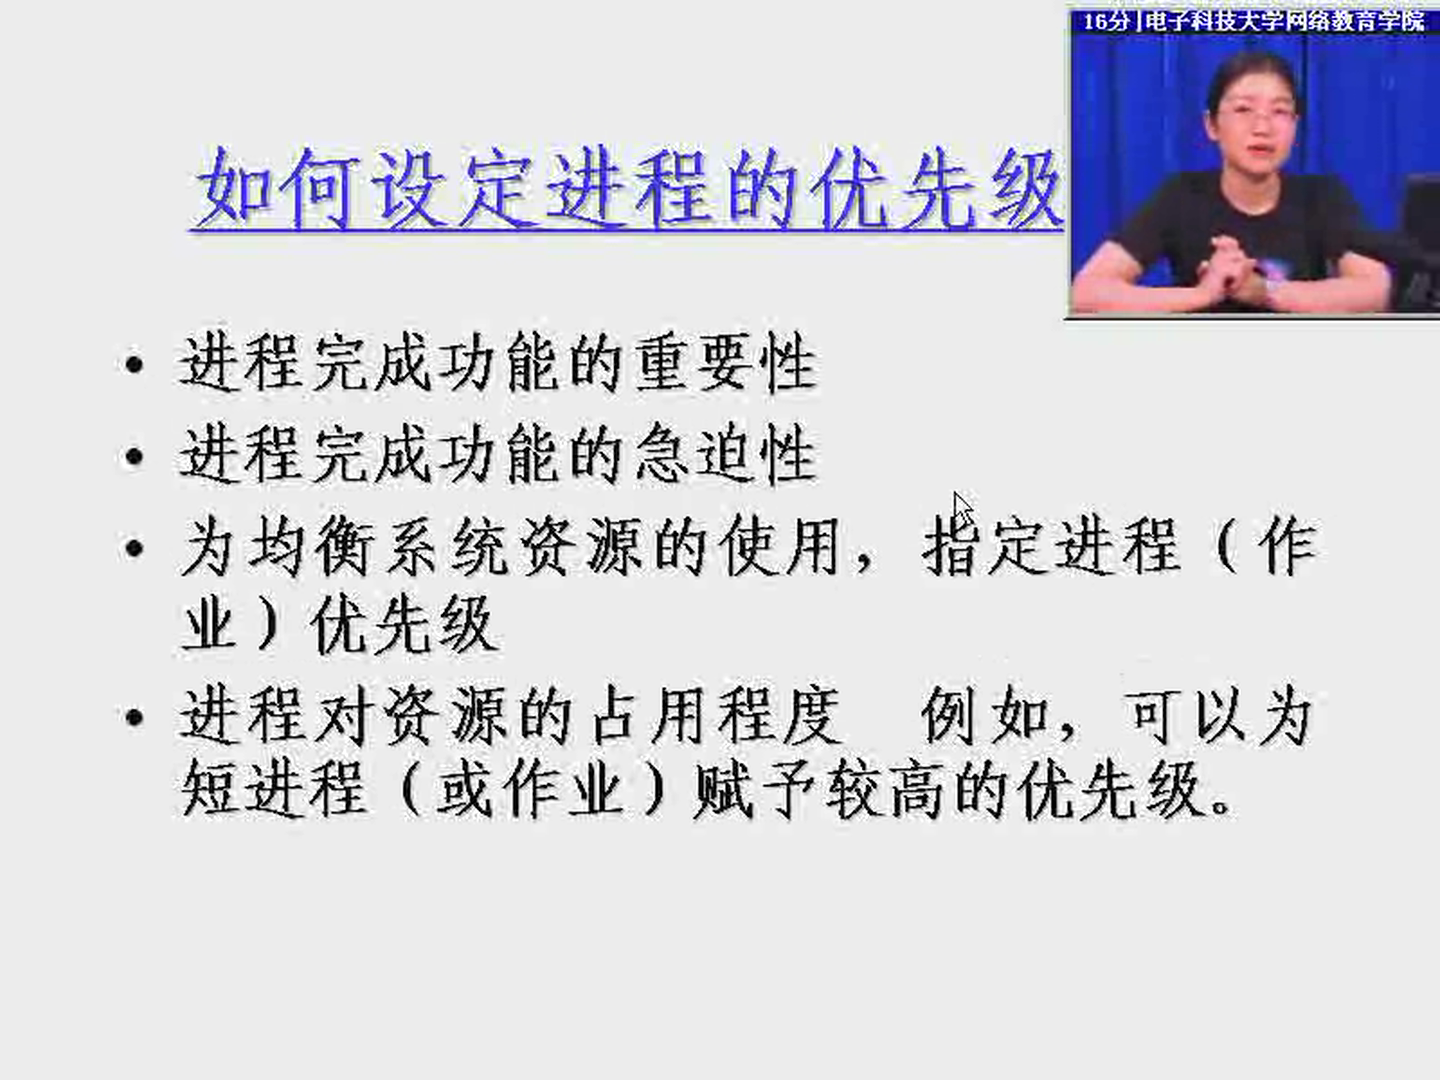 16分|电子科技大学网络教育学院
如何设定进程的优先级
• 进程完成功能的重要性
• 进程完成功能的急迫性
• 为均衡系统资源的使用，指定进程（作
业）优先级
• 进程对资源的占用程度 例如，可以为
短进程（或作业）赋予较高的优先级。